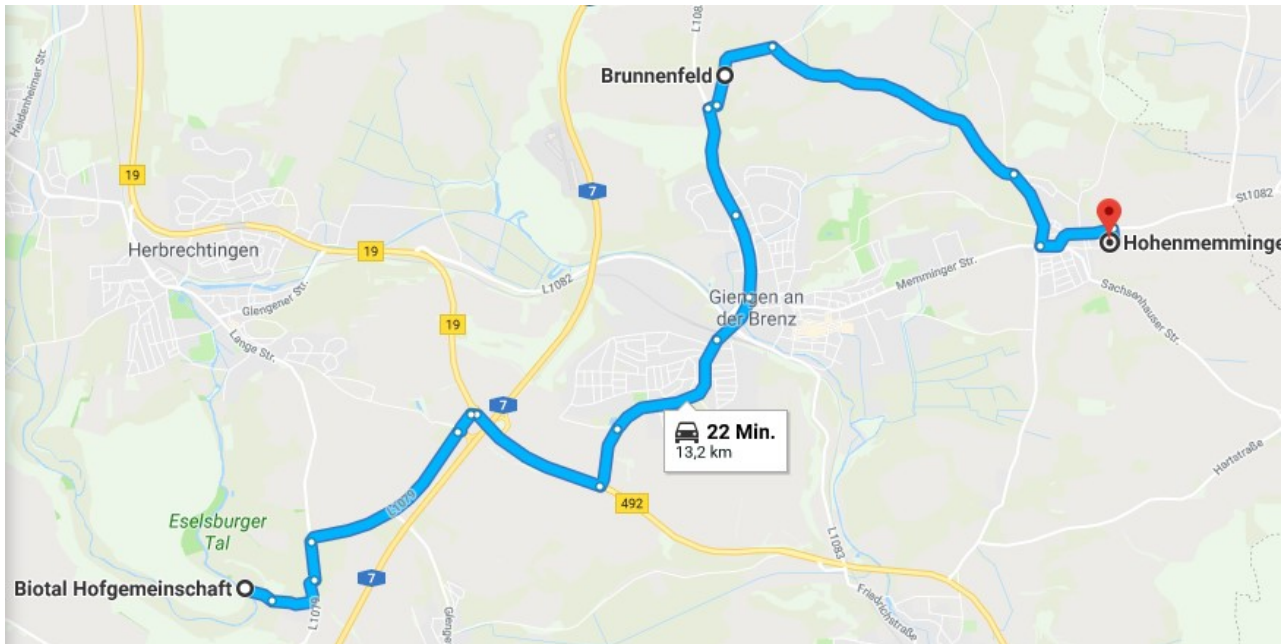 L108
Brunnenfeld
Heidenheimer Str.
19
7
St1082
Hohenmemminge
Herbrechtingen
19
L1082
Memminger Str.
Giengener Str.
Giengen an
der Brenz
Sachsenhauser Str.
19
Lange Str.
7
22 Min.
13,2 km
L1079
492
Hartstraße
Eselsburger
Tal
L1083
Biotal Hofgemeinschaft
7
L1079
Gienge
Friedrichstraße